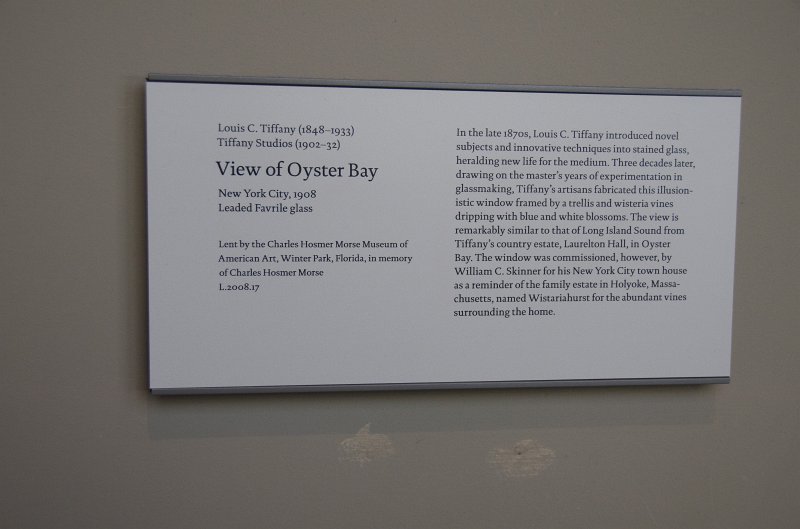 Louis C. Tiffany (1848–1933)
Tiffany Studios (1902–32)
View of Oyster Bay
New York City, 1908
Leaded Favrile glass
Lent by the Charles Hosmer Morse Museum of
American Art, Winter Park, Florida, in memory
of Charles Hosmer Morse
L.2008.17
In the late 1870s, Louis C. Tiffany introduced novel
subjects and innovative techniques into stained glass,
heralding new life for the medium. Three decades later,
drawing on the master's years of experimentation in
glassmaking, Tiffany's artisans fabricated this illusion-
istic window framed by a trellis and wisteria vines
dripping with blue and white blossoms. The view is
remarkably similar to that of Long Island Sound from
Tiffany's country estate, Laurelton Hall, in Oyster
Bay. The window was commissioned, however, by
William C. Skinner for his New York City town house
as a reminder of the family estate in Holyoke, Massa-
chusetts, named Wistariahurst for the abundant vines
surrounding the home.